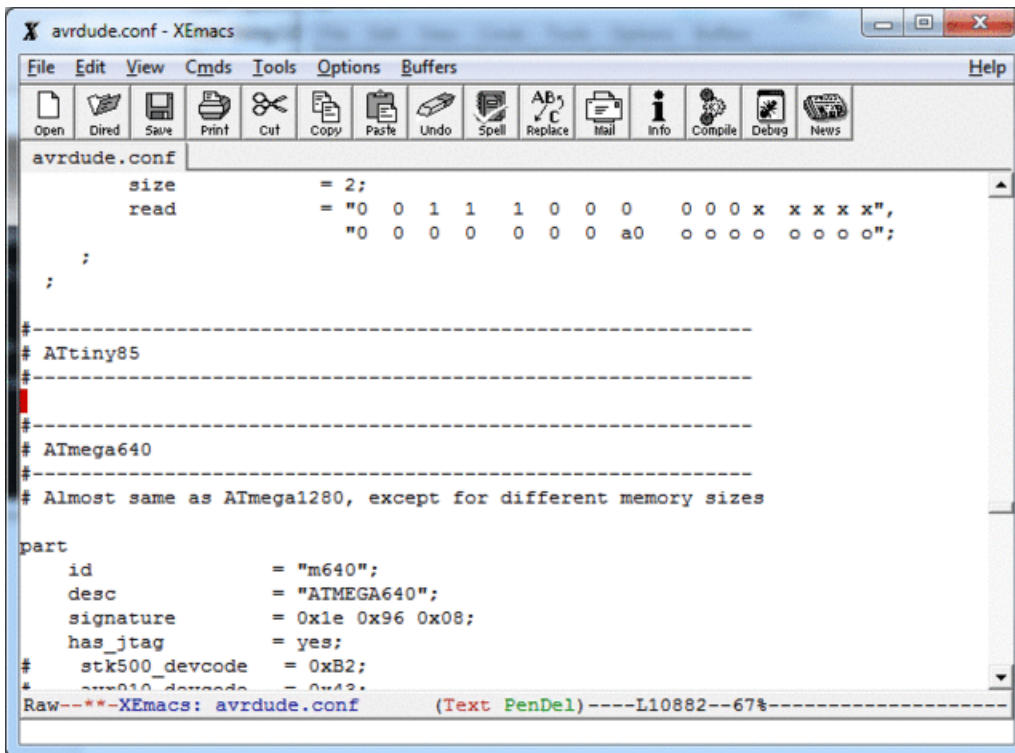 avrdude.conf - XEmacs
File Edit View Cmds Tools Options Buffers Help
Open Dired Save Print Cut Copy Paste Undo Spell Replace Mail Info Compile Debug News
avrdude.conf
size = 2;
read = "0 0 1 1 1 0 0 0 0 0 0 x x x x x",
"0 0 0 0 0 0 0 a0 o o o o o o o o";
;
;
#------------------------------------------------------------
# ATtiny85
#------------------------------------------------------------
#------------------------------------------------------------
# ATmega640
#------------------------------------------------------------
# Almost same as ATmega1280, except for different memory sizes
part
id = "m640";
desc = "ATMEGA640";
signature = 0x1e 0x96 0x08;
has_jtag = yes;
# stk500_devcode = 0xB2;
# avr910_devcode = 0x43;
Raw--**-XEmacs: avrdude.conf (Text PenDel)----L10882--67%--------------------